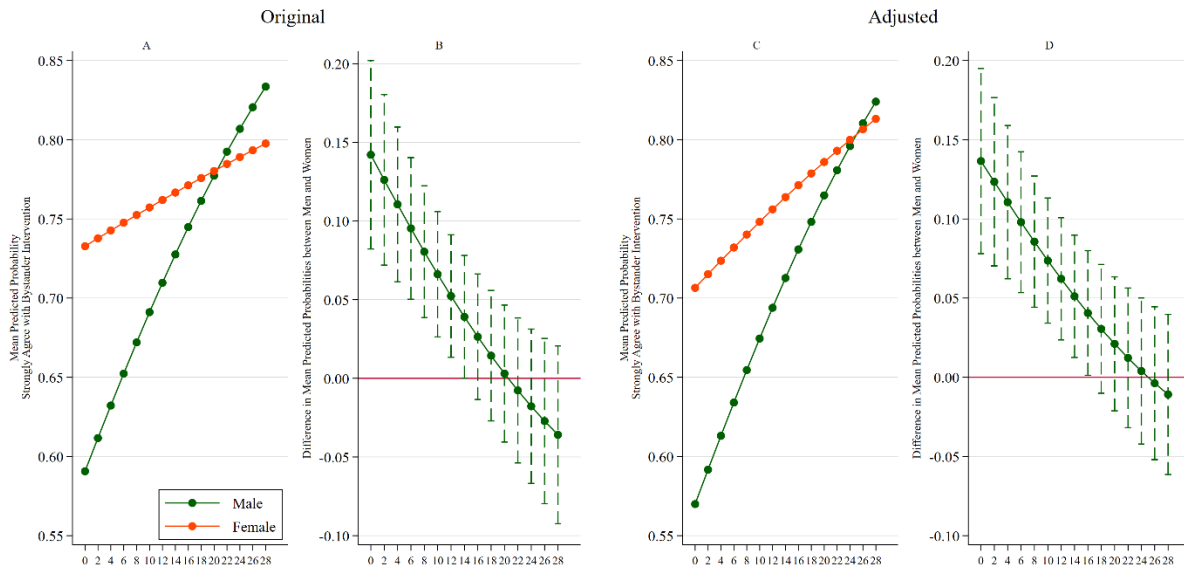 Original
Adjusted
A
B
C
D
Mean Predicted Probability
Strongly Agree with Bystander Intervention
0.85
0.80
0.75
0.70
0.65
0.60
0.55
0 2 4 6 8 10 12 14 16 18 20 22 24 26 28
Male
Female
Difference in Mean Predicted Probabilities between Men and Women
0.20
0.15
0.10
0.05
0.00
-0.05
-0.10
0 2 4 6 8 10 12 14 16 18 20 22 24 26 28
Mean Predicted Probability
Strongly Agree with Bystander Intervention
0.85
0.80
0.75
0.70
0.65
0.60
0.55
0 2 4 6 8 10 12 14 16 18 20 22 24 26 28
Difference in Mean Predicted Probabilities between Men and Women
0.20
0.15
0.10
0.05
0.00
-0.05
-0.10
0 2 4 6 8 10 12 14 16 18 20 22 24 26 28